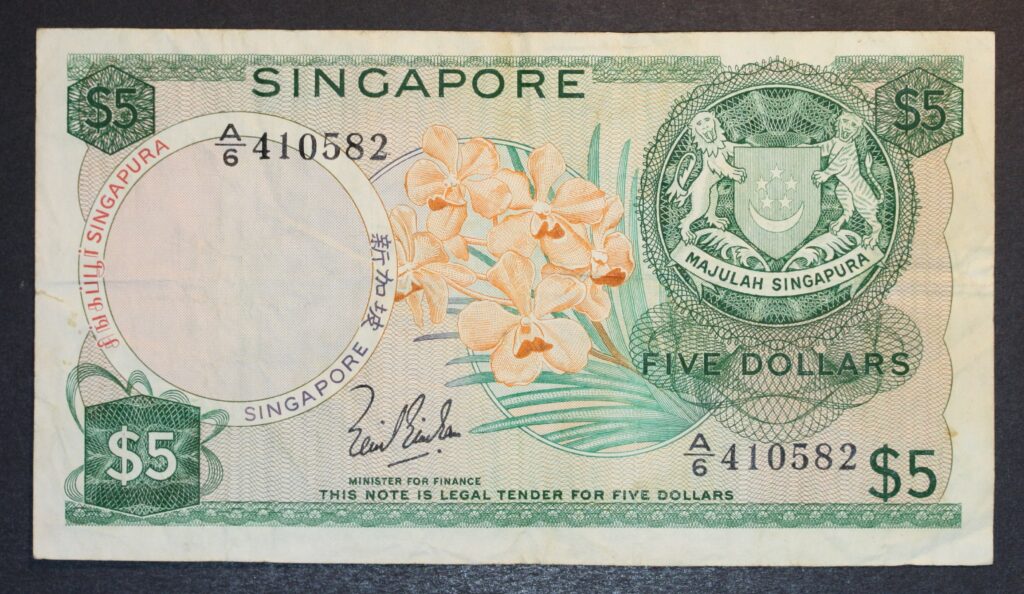 SINGAPORE
$5
$5
A/6 410582
சிங்கப்பூர் SINGAPURA
新加坡
SINGAPORE
MAJULAH SINGAPURA
FIVE DOLLARS
A/6 410582
$5
$5
MINISTER FOR FINANCE
THIS NOTE IS LEGAL TENDER FOR FIVE DOLLARS